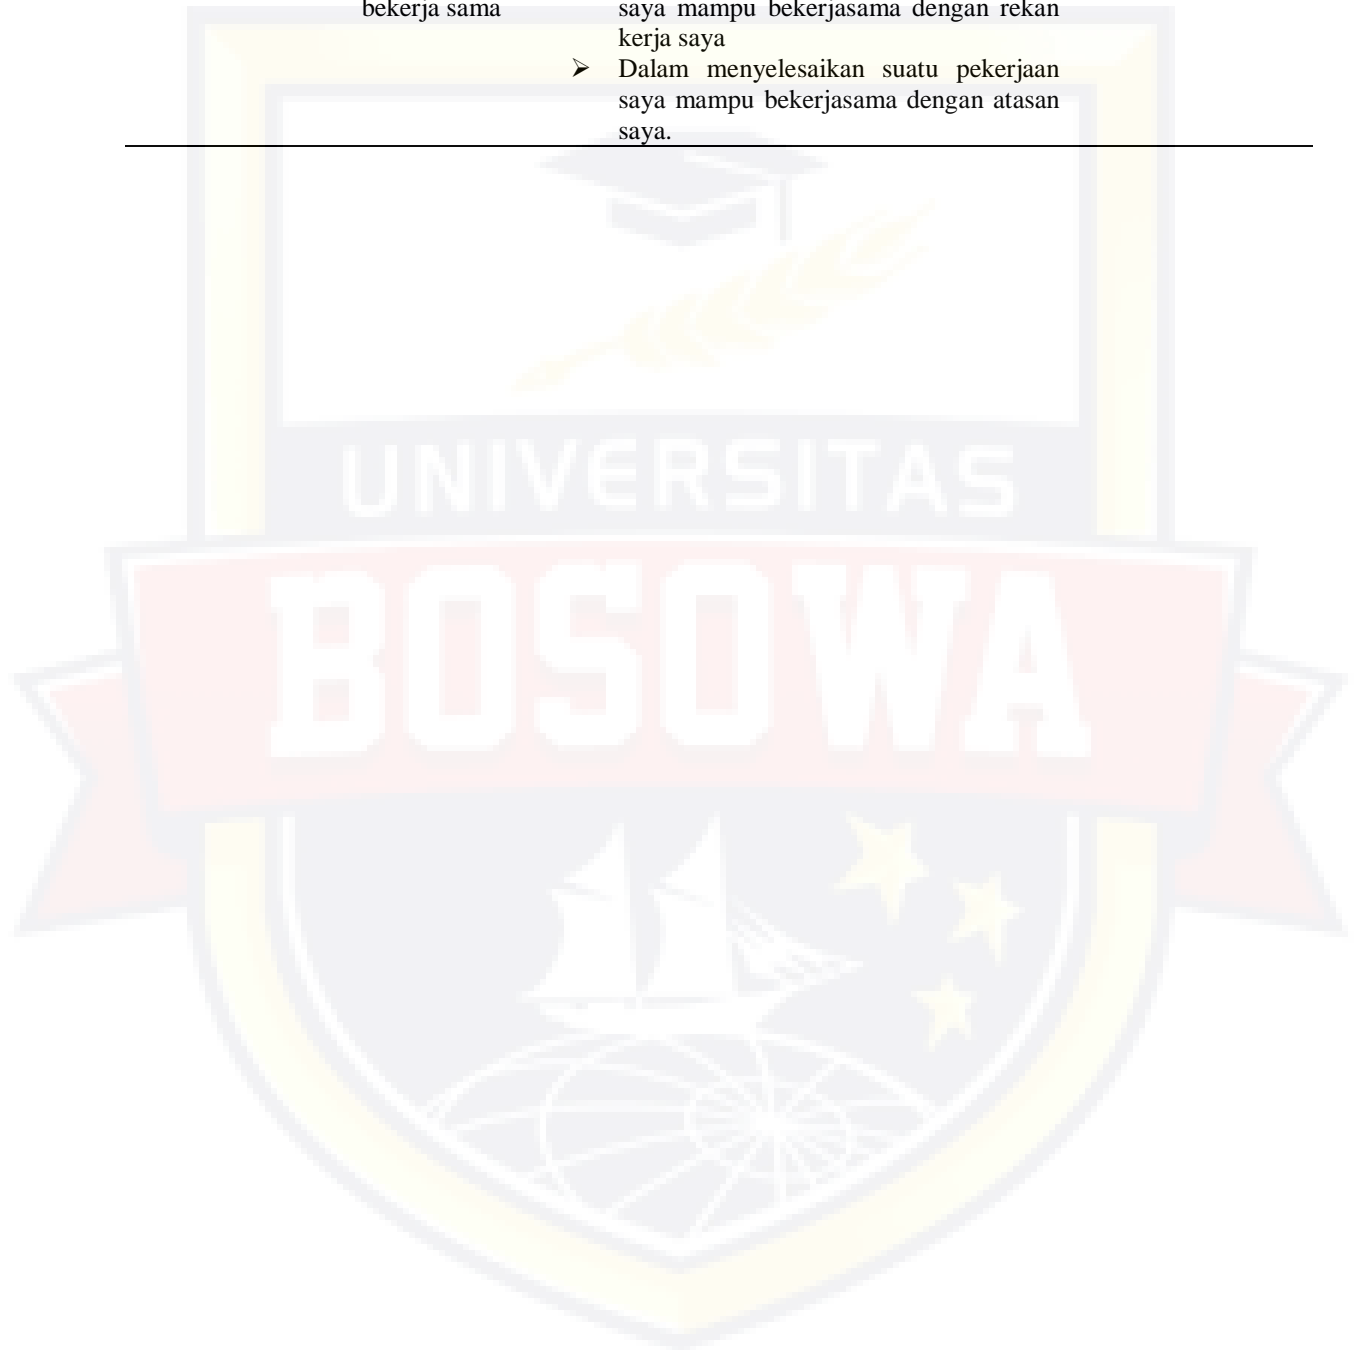 bekerja sama saya mampu bekerjasama dengan rekan
kerja saya
➢ Dalam menyelesaikan suatu pekerjaan
saya mampu bekerjasama dengan atasan
saya.
UNIVERSITAS
BOSOWA